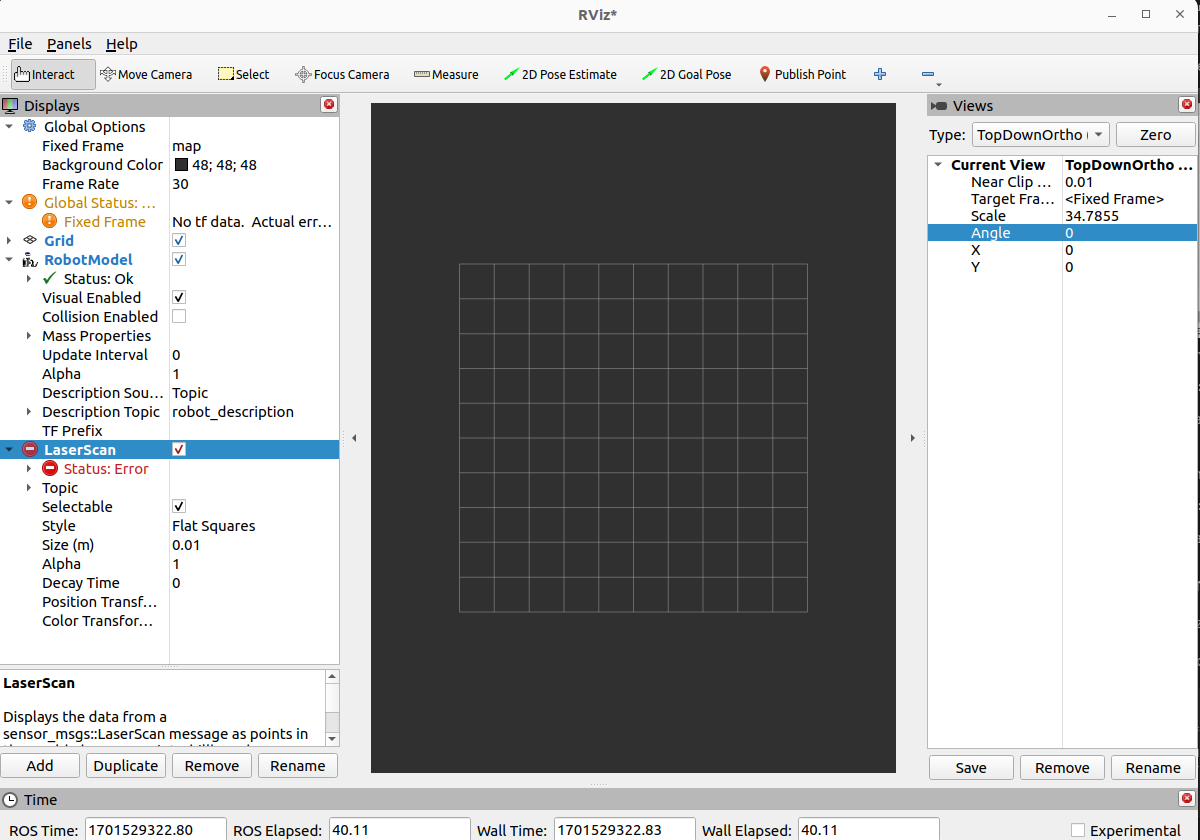 RViz*
File Panels Help
Interact Move Camera Select Focus Camera Measure 2D Pose Estimate 2D Goal Pose Publish Point
Displays
Global Options
Fixed Frame map
Background Color 48; 48; 48
Frame Rate 30
Global Status: ...
Fixed Frame No tf data. Actual err...
Grid
RobotModel
Status: Ok
Visual Enabled
Collision Enabled
Mass Properties
Update Interval 0
Alpha 1
Description Sou... Topic
Description Topic robot_description
TF Prefix
LaserScan
Status: Error
Topic
Selectable
Style Flat Squares
Size (m) 0.01
Alpha 1
Decay Time 0
Position Transf...
Color Transfor...
LaserScan
Displays the data from a
sensor_msgs::LaserScan message as points in
Add Duplicate Remove Rename
Views
Type: TopDownOrtho Zero
Current View TopDownOrtho ...
Near Clip ... 0.01
Target Fra... <Fixed Frame>
Scale 34.7855
Angle 0
X 0
Y 0
Save Remove Rename
Time
ROS Time: 1701529322.80 ROS Elapsed: 40.11 Wall Time: 1701529322.83 Wall Elapsed: 40.11 Experimental